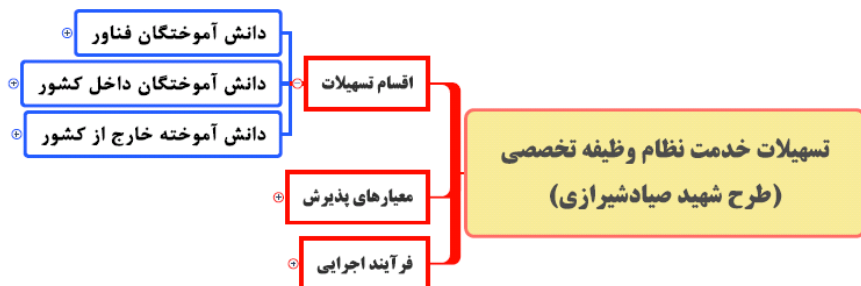 تسهیلات خدمت نظام وظیفه تخصصی
(طرح شهید صیادشیرازی)
اقسام تسهیلات
دانش آموختگان فناور
دانش آموختگان داخل کشور
دانش آموخته خارج از کشور
معیارهای پذیرش
فرآیند اجرایی